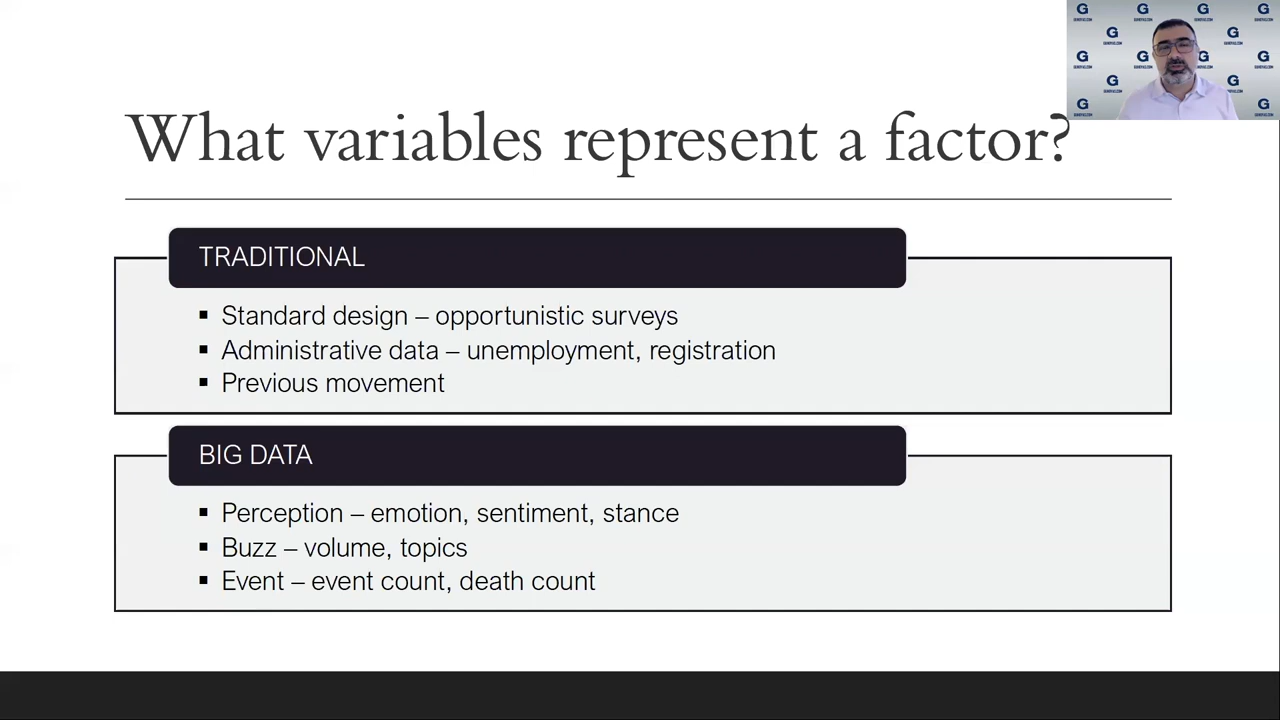 What variables represent a factor?
TRADITIONAL
▪ Standard design – opportunistic surveys
▪ Administrative data – unemployment, registration
▪ Previous movement
BIG DATA
▪ Perception – emotion, sentiment, stance
▪ Buzz – volume, topics
▪ Event – event count, death count